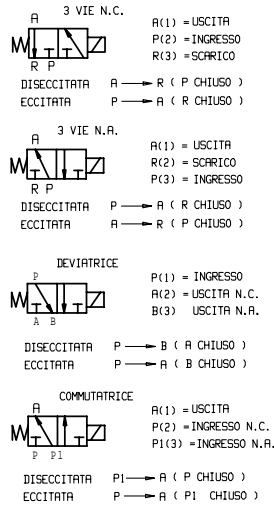 3 VIE N.C.
A
R P
A(1) = USCITA
P(2) =INGRESSO
R(3) =SCARICO
DISECCITATA A → R ( P CHIUSO )
ECCITATA P → A ( R CHIUSO )
3 VIE N.A.
A
R P
A(1) =USCITA
R(2) =SCARICO
P(3) =INGRESSO
DISECCITATA P → A ( R CHIUSO )
ECCITATA A → R ( P CHIUSO )
DEVIATRICE
P
A B
P(1) = INGRESSO
A(2) =USCITA N.C.
B(3) USCITA N.A.
DISECCITATA P → B ( A CHIUSO )
ECCITATA P → A ( B CHIUSO )
COMMUTATRICE
A
P P1
A(1) =USCITA
P(2) =INGRESSO N.C.
P1(3) =INGRESSO N.A.
DISECCITATA P1 → A ( P CHIUSO )
ECCITATA P → A ( P1 CHIUSO )